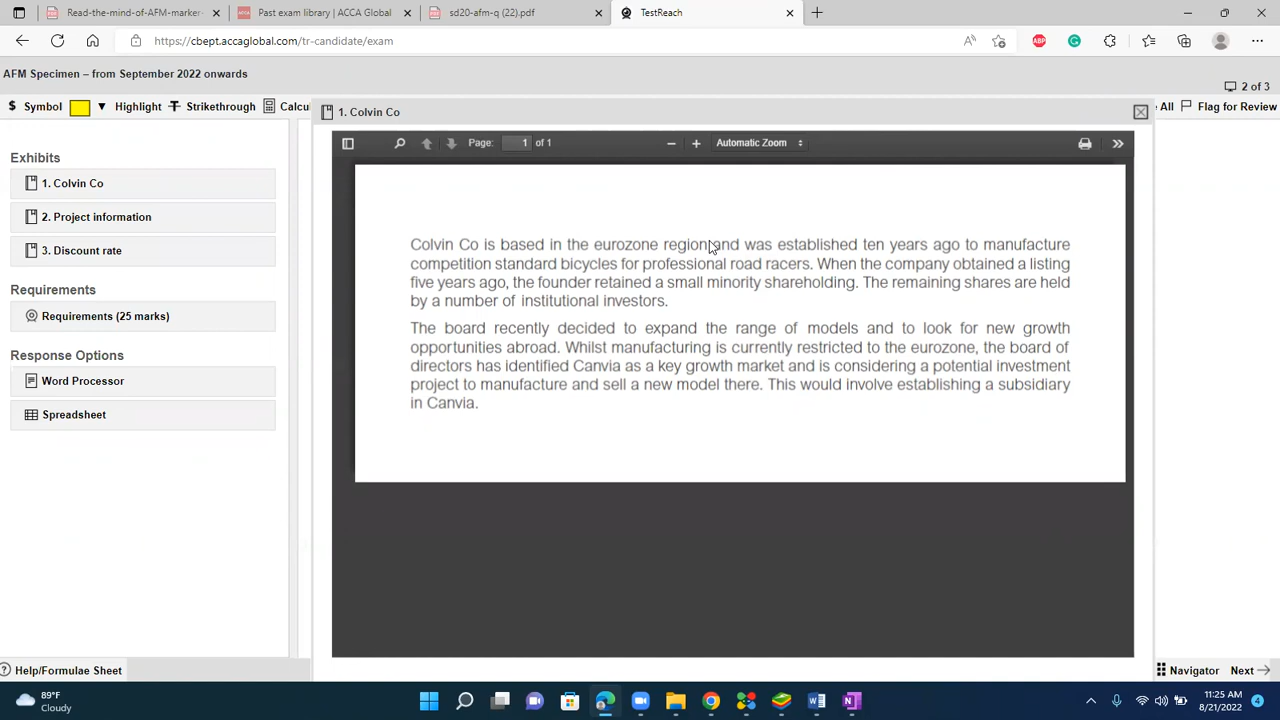 Read-the-mind-of-AFM-marker-
Past exam library | ACCA Global
sd20-afm-q (22).pdf
TestReach
https://cbept.accaglobal.com/tr-candidate/exam
AFM Specimen – from September 2022 onwards
2 of 3
$ Symbol Highlight Strikethrough Calcu
All Flag for Review
1. Colvin Co
Page: 1 of 1 Automatic Zoom
Exhibits
1. Colvin Co
2. Project information
3. Discount rate
Requirements
Requirements (25 marks)
Response Options
Word Processor
Spreadsheet
Colvin Co is based in the eurozone region and was established ten years ago to manufacture
competition standard bicycles for professional road racers. When the company obtained a listing
five years ago, the founder retained a small minority shareholding. The remaining shares are held
by a number of institutional investors.
The board recently decided to expand the range of models and to look for new growth
opportunities abroad. Whilst manufacturing is currently restricted to the eurozone, the board of
directors has identified Canvia as a key growth market and is considering a potential investment
project to manufacture and sell a new model there. This would involve establishing a subsidiary
in Canvia.
Help/Formulae Sheet
Navigator Next
89°F
Cloudy
11:25 AM
8/21/2022
4